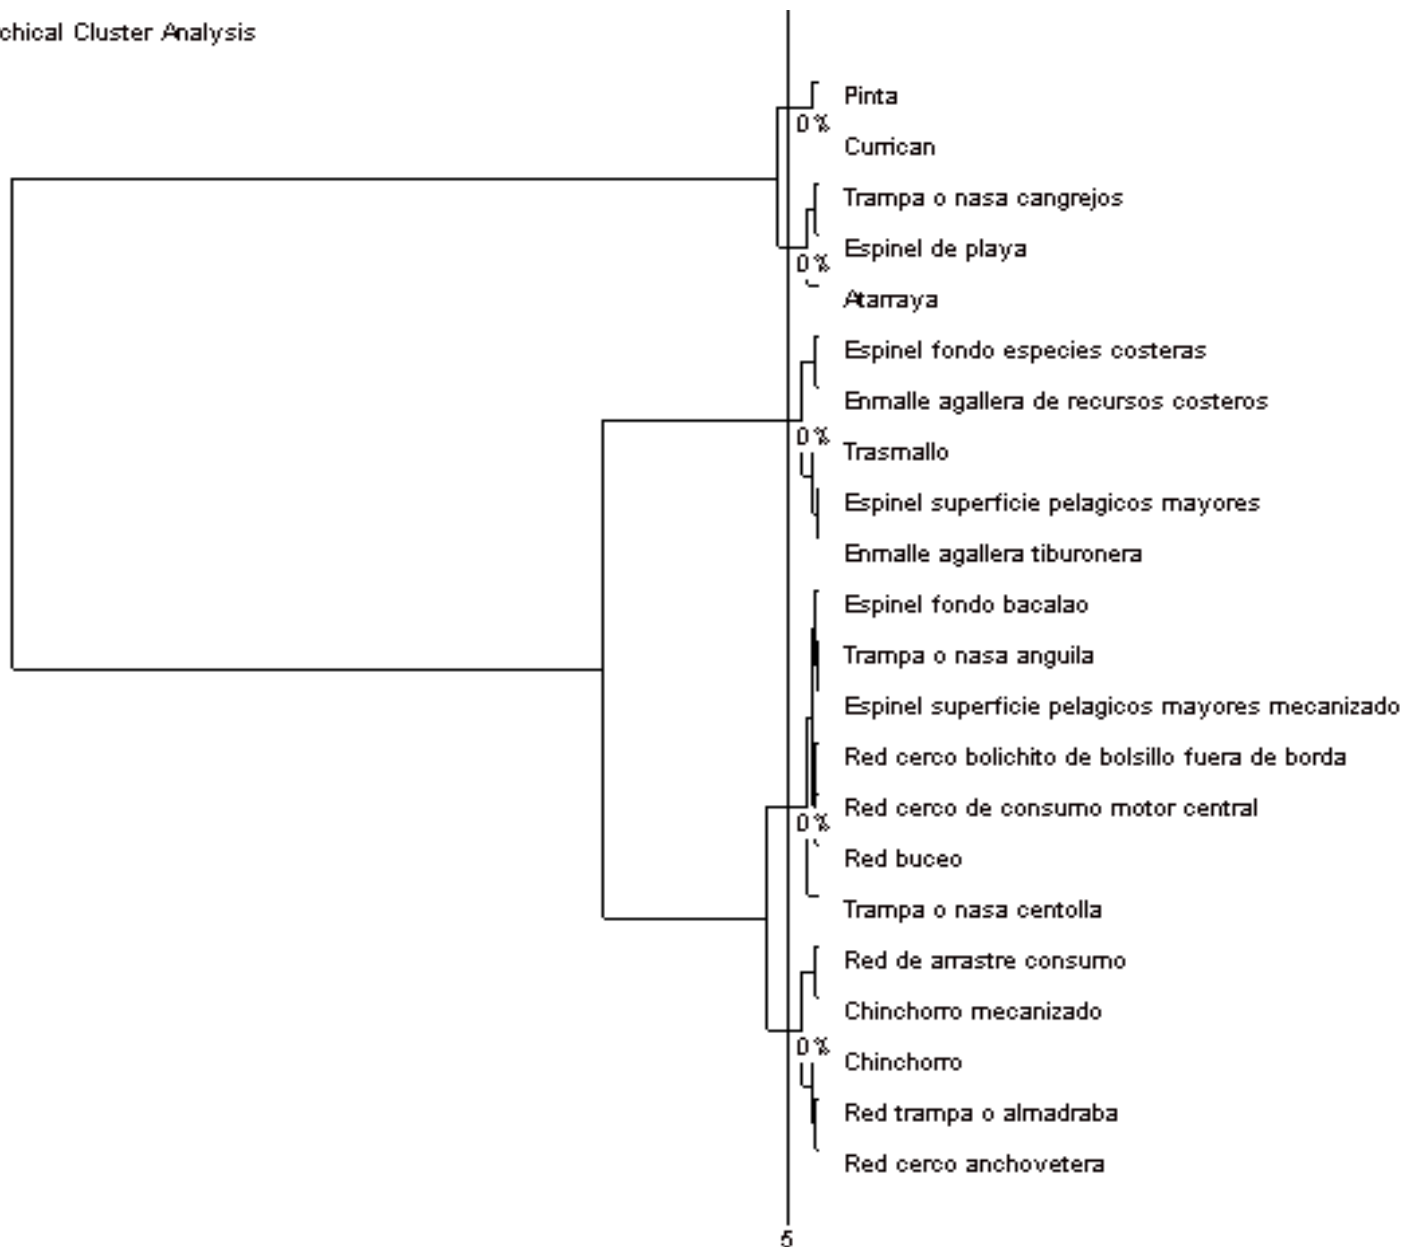 chical Cluster Analysis
Pinta
0 %
Currican
Trampa o nasa cangrejos
Espinel de playa
0 %
Atarraya
Espinel fondo especies costeras
Enmalle agallera de recursos costeros
0 %
Trasmallo
Espinel superficie pelagicos mayores
Enmalle agallera tiburonera
Espinel fondo bacalao
Trampa o nasa anguila
Espinel superficie pelagicos mayores mecanizado
Red cerco bolichito de bolsillo fuera de borda
Red cerco de consumo motor central
0 %
Red buceo
Trampa o nasa centolla
Red de arrastre consumo
Chinchorro mecanizado
0 %
Chinchorro
Red trampa o almadraba
Red cerco anchovetera
5